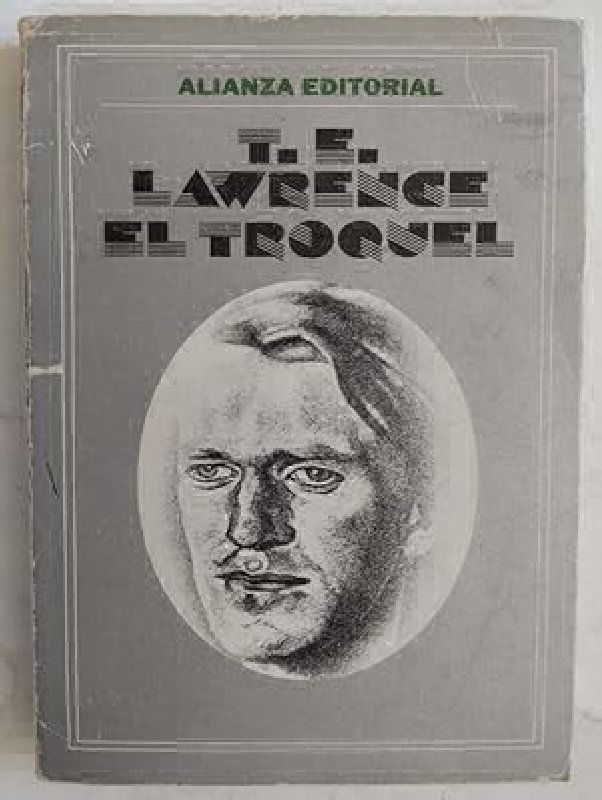 ALIANZA EDITORIAL
T. E.
LAWRENCE
EL TROQUEL